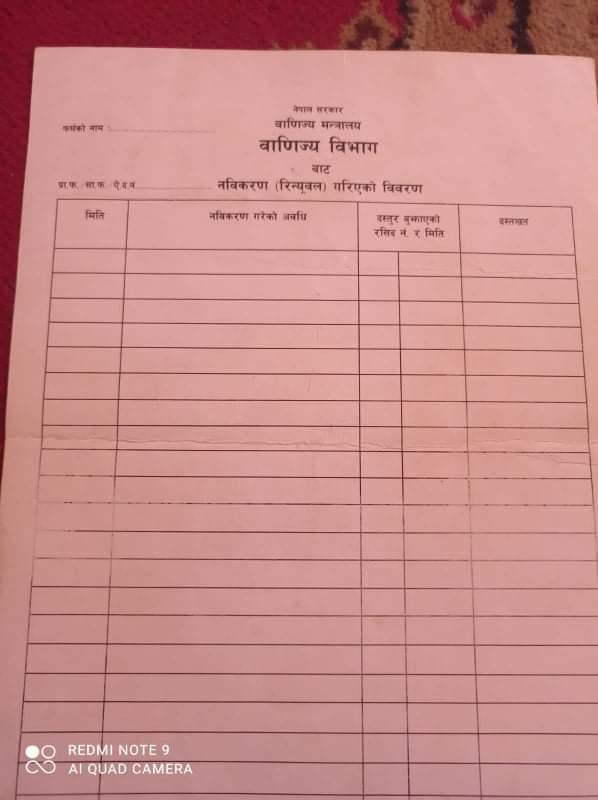 नेपाल सरकार
वाणिज्य मन्त्रालय
फर्मको नाम :
वाणिज्य विभाग
बाट
प्रा.फ. सा.फ. ऐ.द.नं. नविकरण (रिन्यूवल) गरिएको विवरण
मिति नविकरण गरेको अवधि दस्तुर बुझाएको रसिद नं. र मिति दस्तखत
REDMI NOTE 9
AI QUAD CAMERA